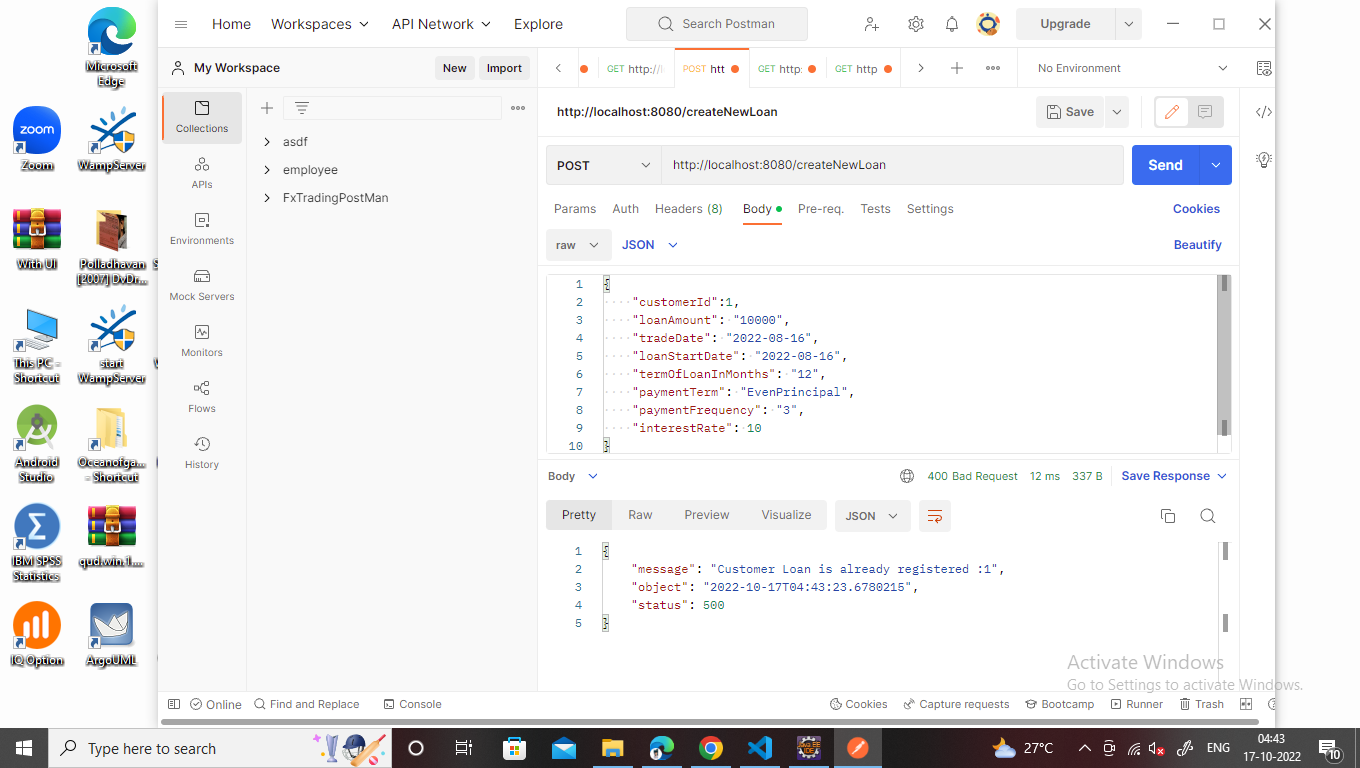 Microsoft
Edge
Zoom
WampServer
With UI
Polladhavan
[2007] DvDr...
This PC -
Shortcut
start
WampServer
Android
Studio
Oceanofga...
- Shortcut
IBM SPSS
Statistics
qud.win.1....
IQ Option
ArgoUML
Home
Workspaces
API Network
Explore
Search Postman
Upgrade
My Workspace
New
Import
GET http://l
POST htt
GET http:
GET http
No Environment
Collections
APIs
Environments
Mock Servers
Monitors
Flows
History
asdf
employee
FxTradingPostMan
http://localhost:8080/createNewLoan
Save
POST
http://localhost:8080/createNewLoan
Send
Params
Auth
Headers (8)
Body
Pre-req.
Tests
Settings
Cookies
raw
JSON
Beautify
1 {
2 "customerId":1,
3 "loanAmount": "10000",
4 "tradeDate": "2022-08-16",
5 "loanStartDate": "2022-08-16",
6 "termOfLoanInMonths": "12",
7 "paymentTerm": "EvenPrincipal",
8 "paymentFrequency": "3",
9 "interestRate": 10
10 }
Body
400 Bad Request
12 ms
337 B
Save Response
Pretty
Raw
Preview
Visualize
JSON
1 {
2 "message": "Customer Loan is already registered :1",
3 "object": "2022-10-17T04:43:23.6780215",
4 "status": 500
5 }
Activate Windows
Go to Settings to activate Windows.
Online
Find and Replace
Console
Cookies
Capture requests
Bootcamp
Runner
Trash
Type here to search
27°C
ENG
04:43
17-10-2022
10